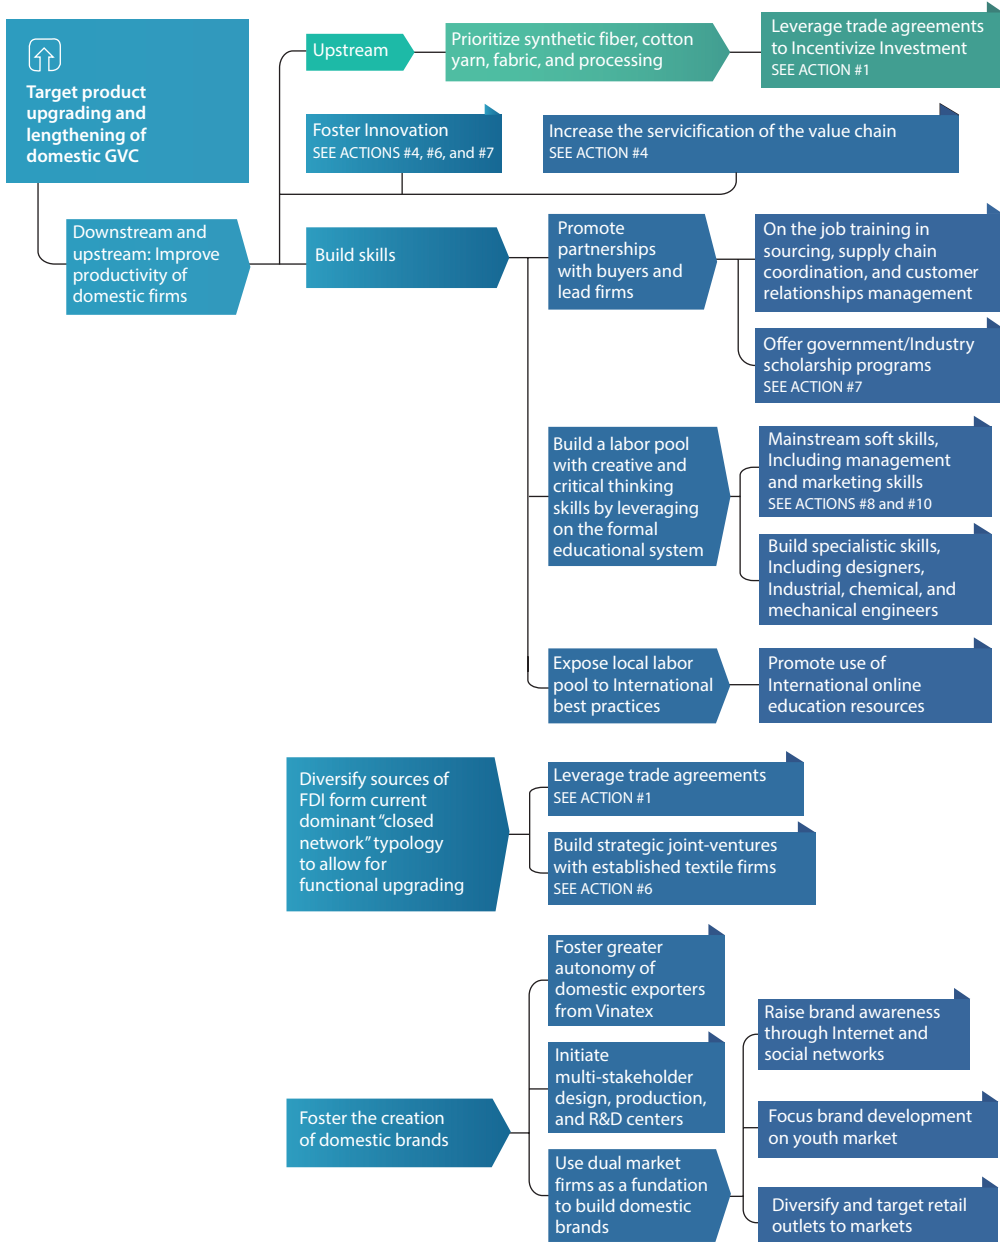 Target product
upgrading and
lengthening of
domestic GVC
Downstream and
upstream: Improve
productivity of
domestic firms
Upstream
Prioritize synthetic fiber, cotton
yarn, fabric, and processing
Leverage trade agreements
to Incentivize Investment
SEE ACTION #1
Foster Innovation
SEE ACTIONS #4, #6, and #7
Increase the servicification of the value chain
SEE ACTION #4
Build skills
Promote
partnerships
with buyers and
lead firms
On the job training in
sourcing, supply chain
coordination, and customer
relationships management
Offer government/Industry
scholarship programs
SEE ACTION #7
Build a labor pool
with creative and
critical thinking
skills by leveraging
on the formal
educational system
Mainstream soft skills,
Including management
and marketing skills
SEE ACTIONS #8 and #10
Build specialistic skills,
Including designers,
Industrial, chemical, and
mechanical engineers
Expose local labor
pool to International
best practices
Promote use of
International online
education resources
Diversify sources of
FDI form current
dominant “closed
network” typology
to allow for
functional upgrading
Leverage trade agreements
SEE ACTION #1
Build strategic joint-ventures
with established textile firms
SEE ACTION #6
Foster the creation
of domestic brands
Foster greater
autonomy of
domestic exporters
from Vinatex
Initiate
multi-stakeholder
design, production,
and R&D centers
Use dual market
firms as a fundation
to build domestic
brands
Raise brand awareness
through Internet and
social networks
Focus brand development
on youth market
Diversify and target retail
outlets to markets